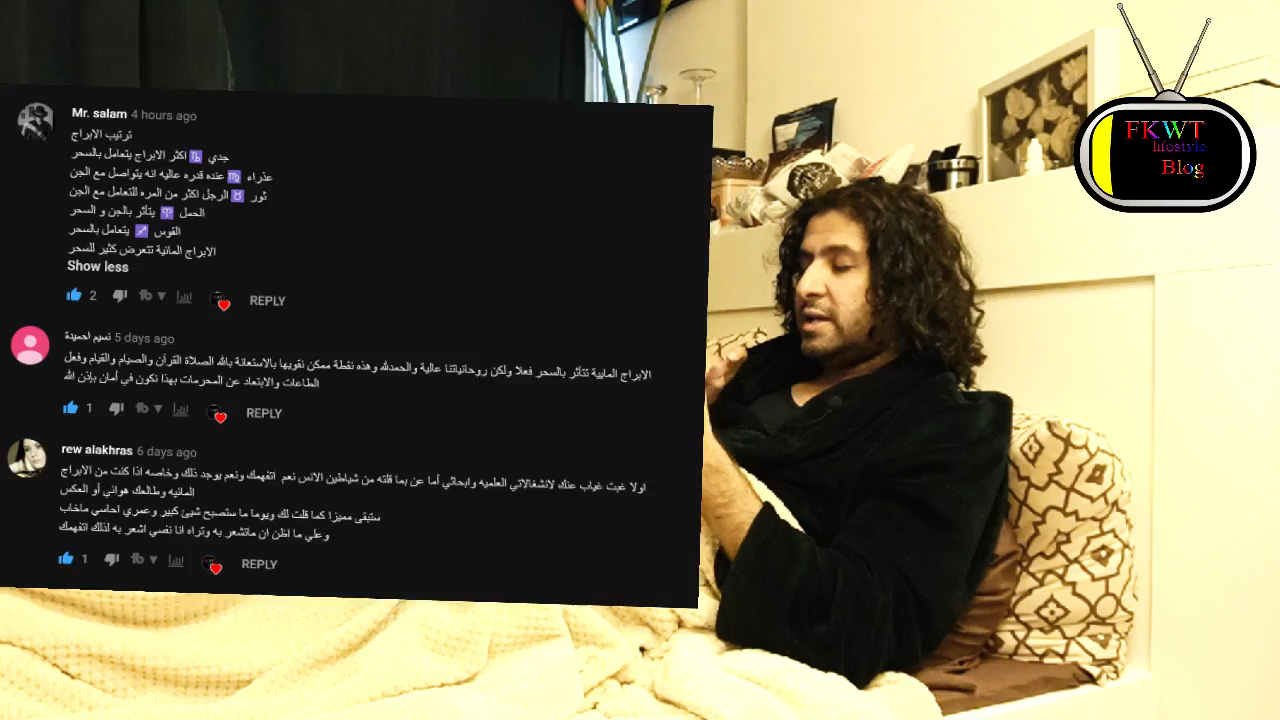 FKWT
lifestyle
Blog
Mr. salam 4 hours ago
ترتيب الابراج
جدي ♑ اكثر الابراج يتعامل بالسحر
عذراء ♍ عنده قدره عاليه انه يتواصل مع الجن
ثور ♉ الرجل اكثر من المره للتعامل مع الجن
الحمل ♈ يتأثر بالجن و السحر
القوس ♐ يتعامل بالسحر
الابراج المائية تتعرض كثير للسحر
Show less
2 REPLY
نسيم احميدة 5 days ago
الابراج المايية تتأثر بالسحر فعلا ولكن روحانياتنا عالية والحمدلله وهذه نقطة ممكن نقويها بالاستعانة بالله الصلاة القرآن والصيام والقيام وفعل
الطاعات والابتعاد عن المحرمات بهذا نكون في أمان بإذن الله
1 REPLY
rew alakhras 6 days ago
اولا غبت غياب عنك لانشغالاتي العلميه وابحاثي أما عن بما قلته من شياطين الانس نعم اتفهمك ونعم يوجد ذلك وخاصه اذا كنت من الابراج
المائيه وطالعك هوائي أو العكس
ستبقى مميزا كما قلت لك ويوما ما ستصبح شيئ كبير وعمري احاسي ماخاب
وعلي ما اظن ان ماتشعر به وتراه انا نفسي اشعر به لذلك اتفهمك
1 REPLY